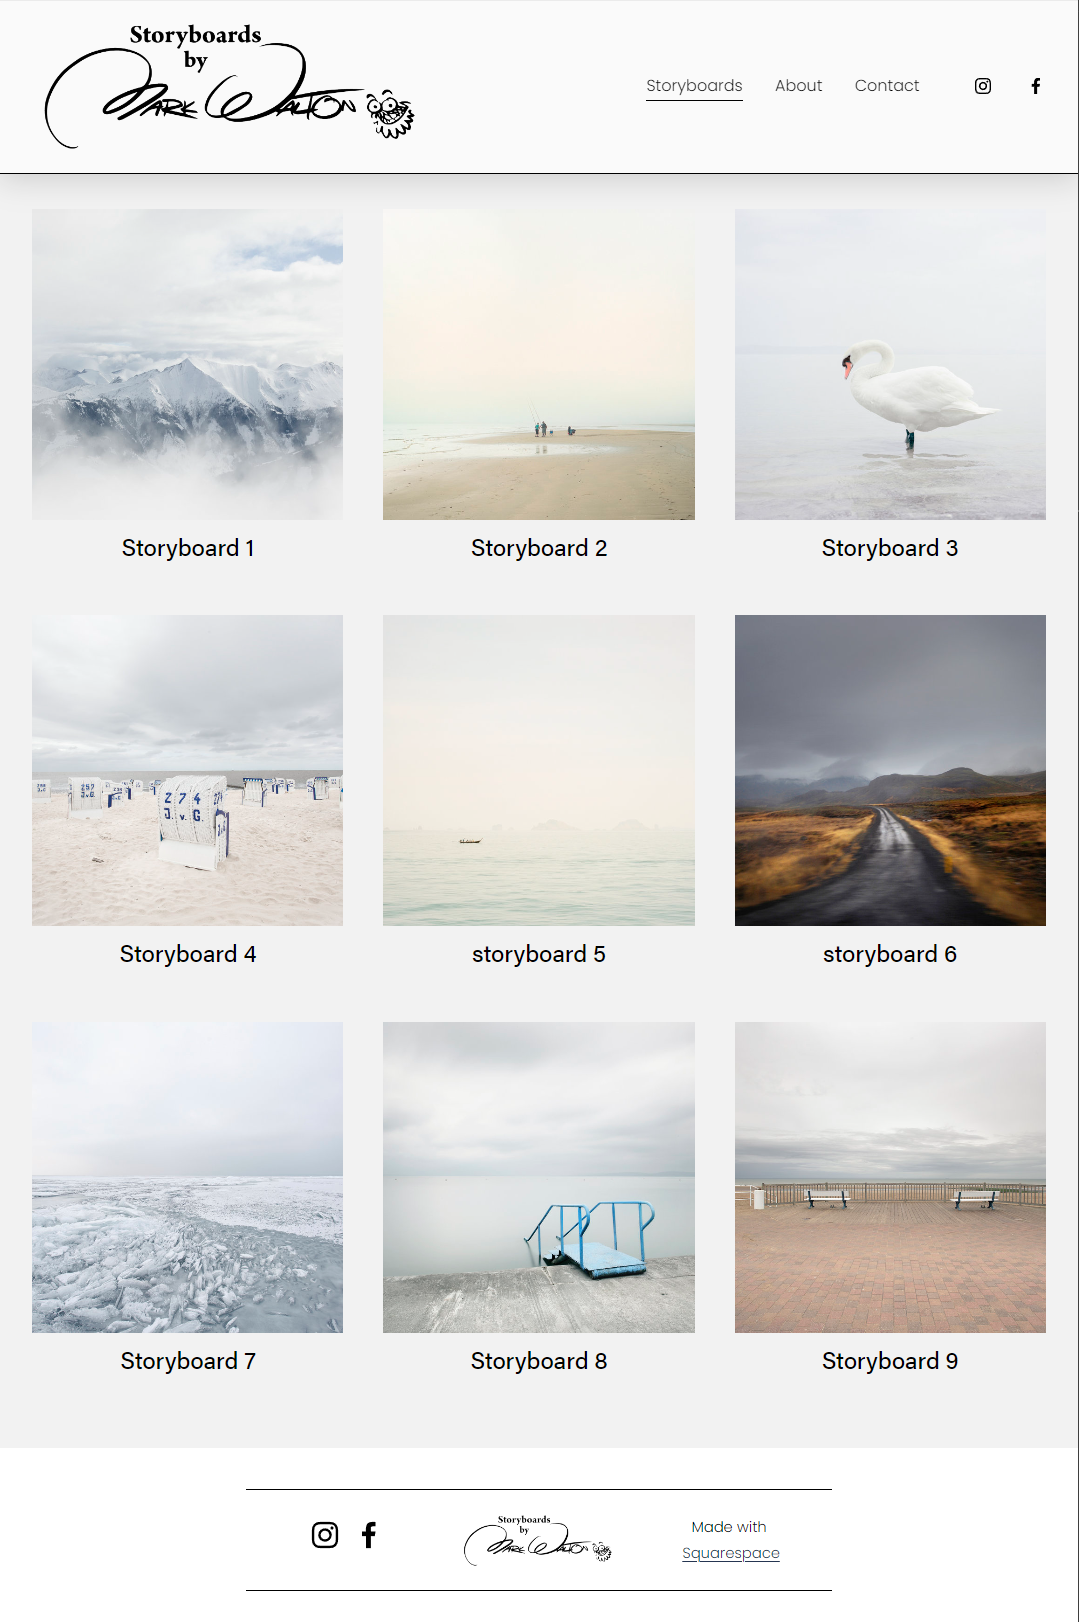 Storyboards
by
Mark Walton
Storyboards About Contact
Storyboard 1
Storyboard 2
Storyboard 3
257
274
J. v. G.
Storyboard 4
storyboard 5
storyboard 6
Storyboard 7
Storyboard 8
Storyboard 9
Storyboards
by
Mark Walton
Made with
Squarespace